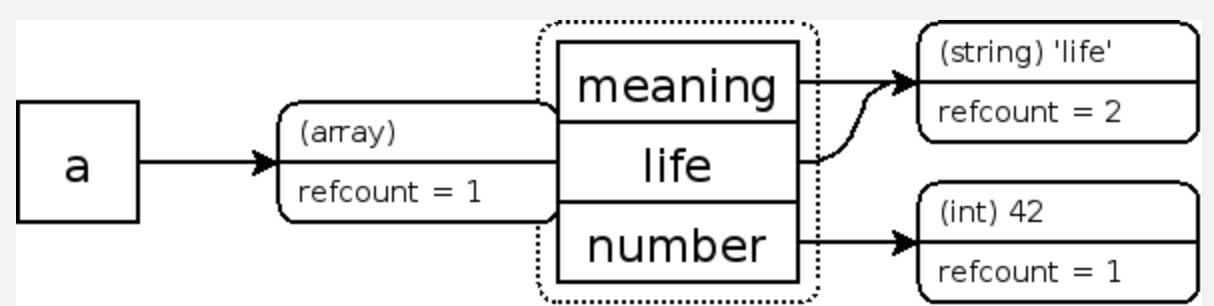 a
(array)
refcount = 1
meaning
life
number
(string) 'life'
refcount = 2
(int) 42
refcount = 1